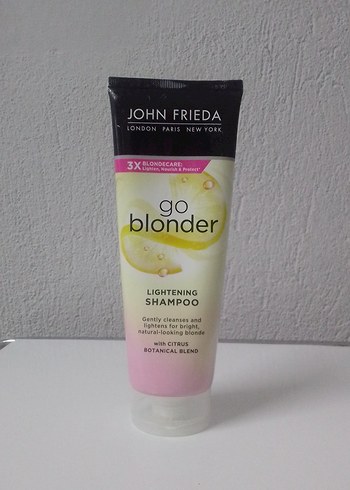 JOHN FRIEDA
LONDON PARIS NEW YORK
3X BLONDECARE:
Lighten, Nourish & Protect*
go
blonder
LIGHTENING
SHAMPOO
Gently cleanses and
lightens for bright,
natural-looking blonde
with CITRUS
BOTANICAL BLEND